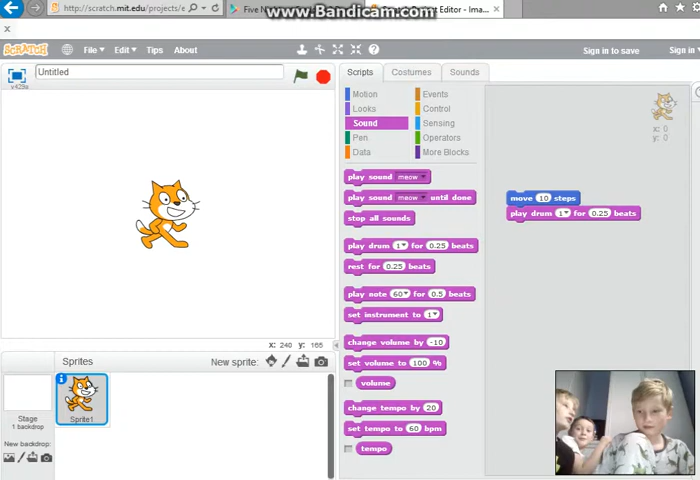 http://scratch.mit.edu/projects/e
Five N
t Editor - Ima...
www.Bandicam.com
SCRATCH
File
Edit
Tips
Sign in to save
Sign in
v429a
Untitled
Scripts
Costumes
Sounds
Motion
Events
Looks
Control
Sound
Sensing
Pen
Operators
Data
More Blocks
x: 0
y: 0
play sound meow
play sound meow until done
stop all sounds
play drum 1 for 0.25 beats
rest for 0.25 beats
play note 60 for 0.5 beats
set instrument to 1
change volume by -10
set volume to 100 %
volume
change tempo by 20
set tempo to 60 bpm
tempo
move 10 steps
play drum 1 for 0.25 beats
x: 240 y: 165
Sprites
New sprite:
Stage
1 backdrop
New backdrop:
Sprite1